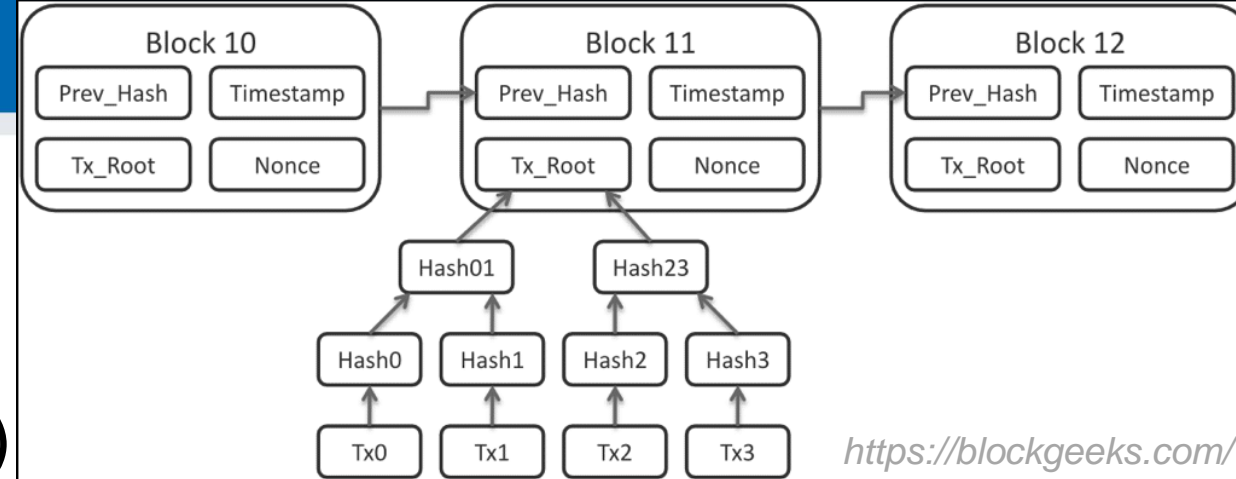 Block 10
Block 11
Block 12
Prev_Hash Timestamp
Prev_Hash Timestamp
Prev_Hash Timestamp
Tx_Root Nonce
Tx_Root Nonce
Tx_Root Nonce
Hash01
Hash23
Hash0
Hash1
Hash2
Hash3
Tx0
Tx1
Tx2
Tx3
https://blockgeeks.com/